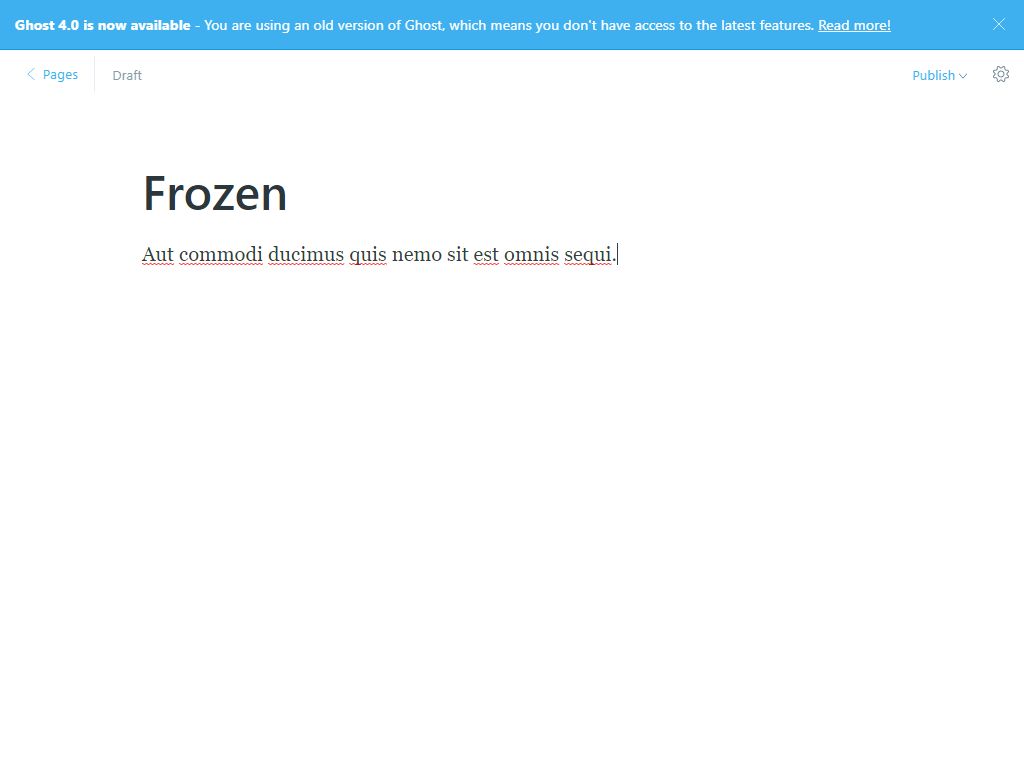 Ghost 4.0 is now available - You are using an old version of Ghost, which means you don't have access to the latest features. Read more!
Pages
Draft
Publish
Frozen
Aut commodi ducimus quis nemo sit est omnis sequi.